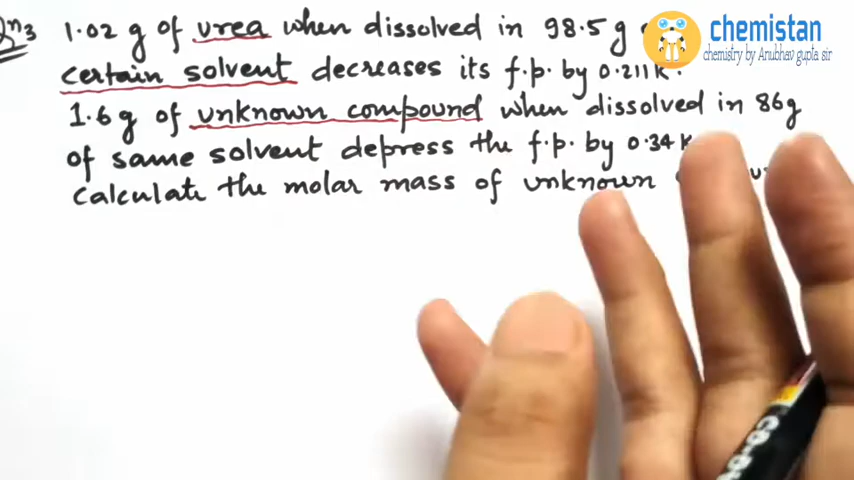 Qⁿ3 1.02 g of urea when dissolved in 98.5 g
certain solvent decreases its f.p. by 0.211 K.
1.6 g of unknown compound when dissolved in 86g
of same solvent depress the f.p. by 0.34 K
calculate the molar mass of unknown
chemistan
chemistry by Anubhav gupta sir